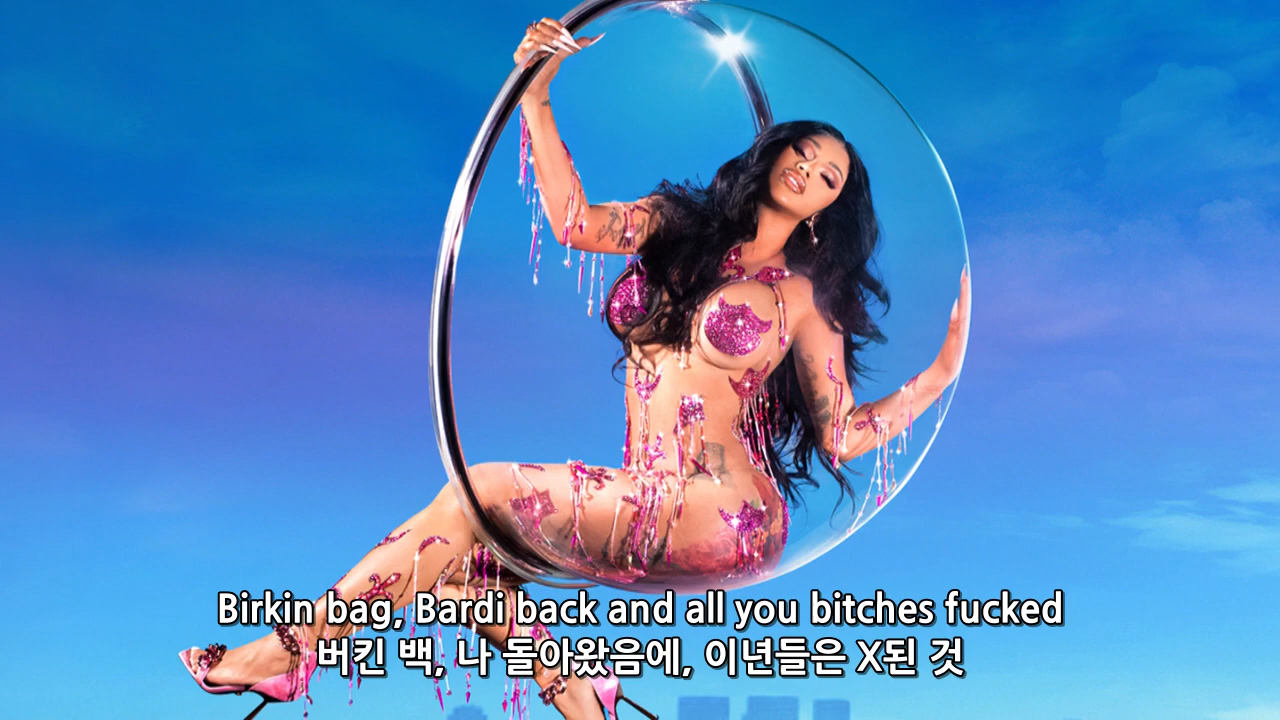 Birkin bag, Bardi back and all you bitches fucked
버킨 백, 나 돌아왔음에, 이년들은 X된 것